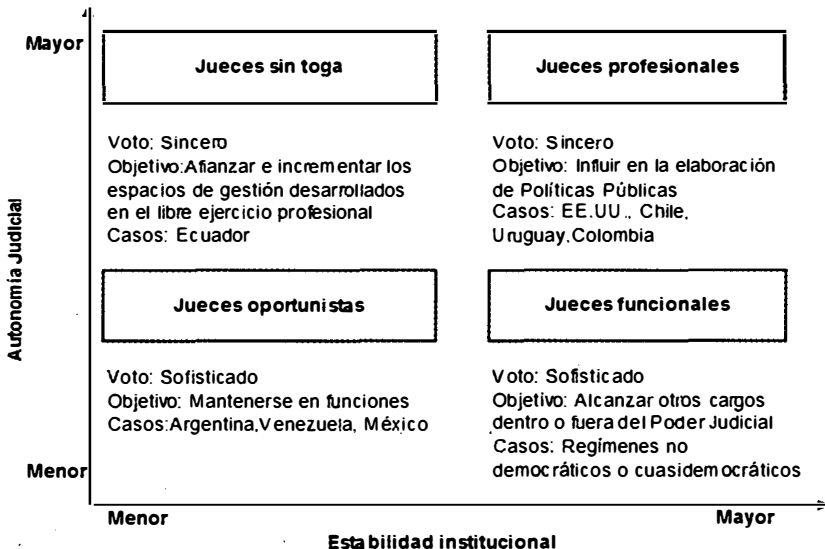 Mayor
Jueces sin toga
Voto: Sincero
Objetivo:Afianzar e incrementar los
espacios de gestión desarrollados
en el libre ejercicio profesional
Casos: Ecuador
Jueces profesionales
Voto: Sincero
Objetivo: Influir en la elaboración
de Políticas Públicas
Casos: EE.UU., Chile,
Uruguay,Colombia
Autonomía Judicial
Jueces oportunistas
Voto: Sofisticado
Objetivo: Mantenerse en funciones
Casos:Argentina,Venezuela, México
Jueces funcionales
Voto: Sofisticado
Objetivo: Alcanzar otros cargos
dentro o fuera del Poder Judicial
Casos: Regímenes no
democráticos o cuasidemocráticos
Menor
Menor
Mayor
Estabilidad institucional